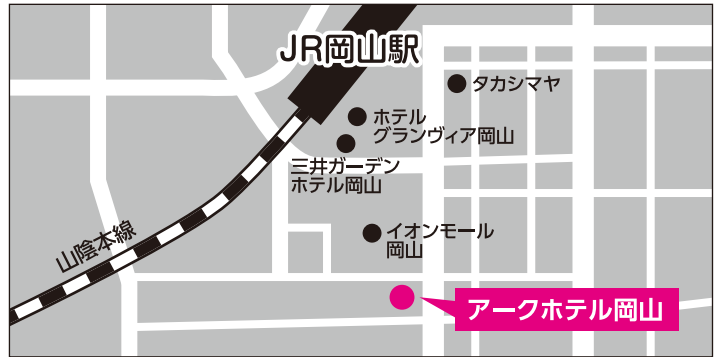 JR岡山駅
タカシマヤ
ホテル
グランヴィア岡山
三井ガーデン
ホテル岡山
イオンモール
岡山
山陰本線
アークホテル岡山